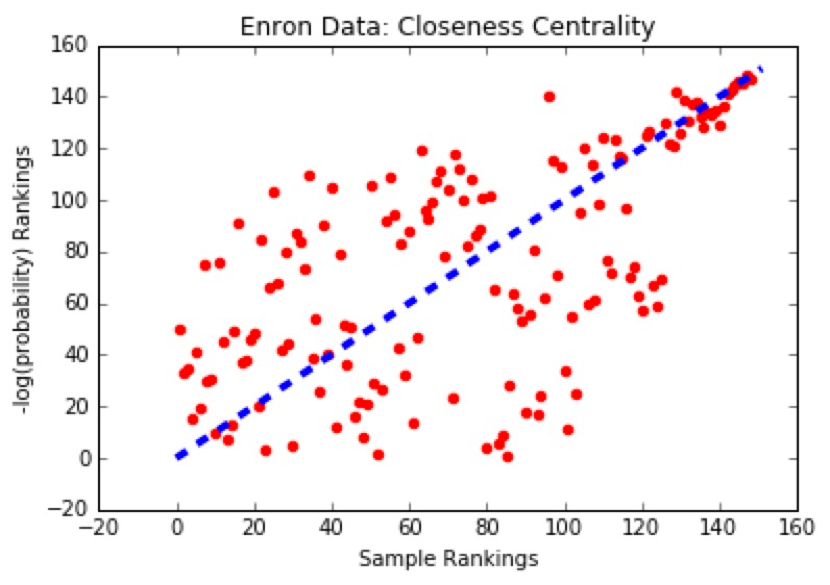 Enron Data: Closeness Centrality
160
140
120
100
80
60
40
20
0
−20
-log(probability) Rankings
−20 0 20 40 60 80 100 120 140 160
Sample Rankings